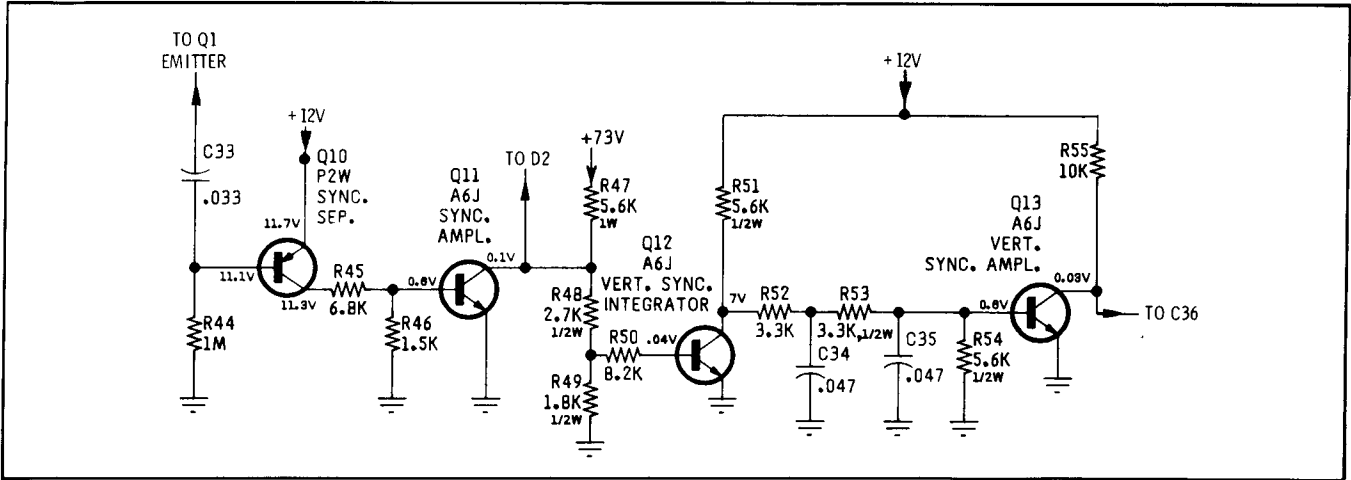 TO Q1
EMITTER
+12V
C33
.033
Q10
P2W
SYNC.
SEP.
11.7V
11.1V
11.3V
R44
1M
R45
6.8K
R46
1.5K
Q11
A6J
SYNC.
AMPL.
0.6V
0.1V
TO D2
+73V
R47
5.6K
1W
R48
2.7K
1/2W
R49
1.8K
1/2W
R50
8.2K
.04V
Q12
A6J
VERT. SYNC.
INTEGRATOR
7V
+12V
R51
5.6K
1/2W
R52
3.3K
R53
3.3K,1/2W
C34
.047
C35
.047
R54
5.6K
1/2W
Q13
A6J
VERT.
SYNC. AMPL.
0.6V
0.03V
R55
10K
TO C36